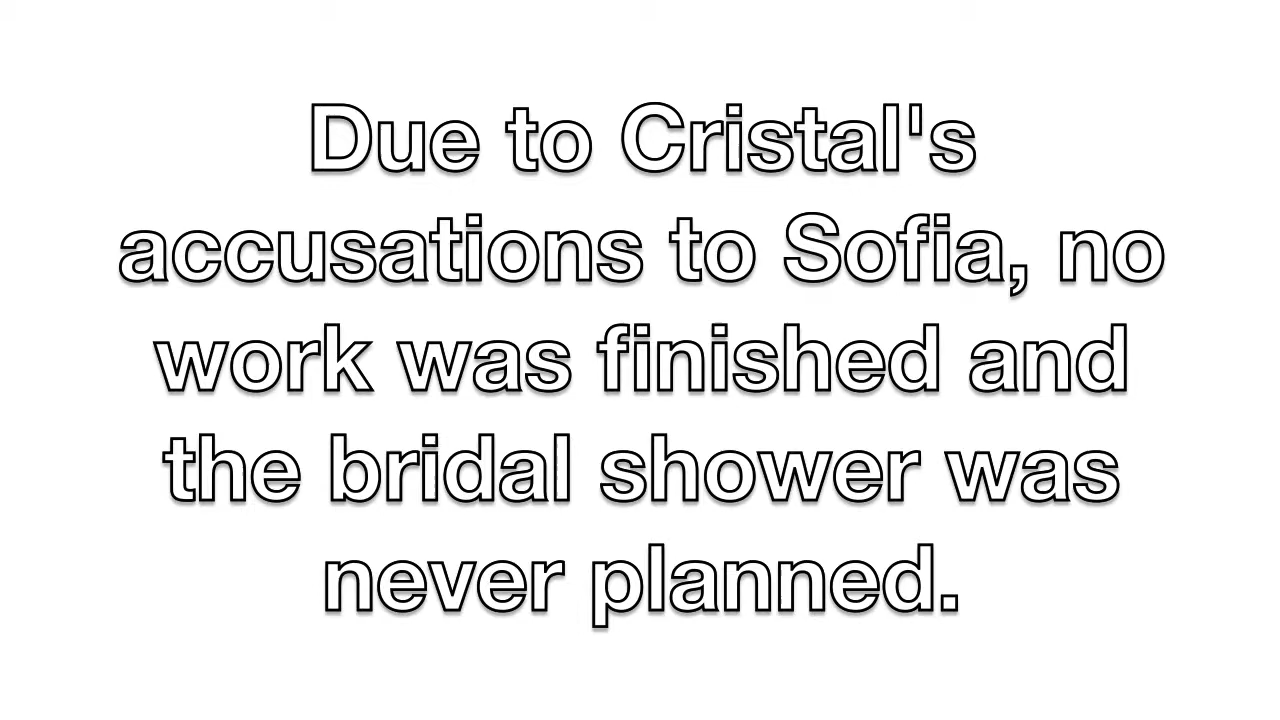 Due to Cristal's
accusations to Sofia, no
work was finished and
the bridal shower was
never planned.